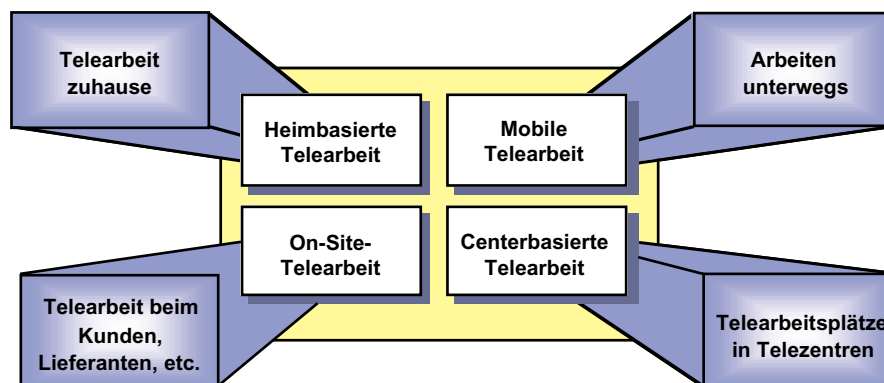 Telearbeit
zuhause
Arbeiten
unterwegs
Heimbasierte
Telearbeit
Mobile
Telearbeit
On-Site-
Telearbeit
Centerbasierte
Telearbeit
Telearbeit beim
Kunden,
Lieferanten, etc.
Telearbeitsplätze
in Telezentren